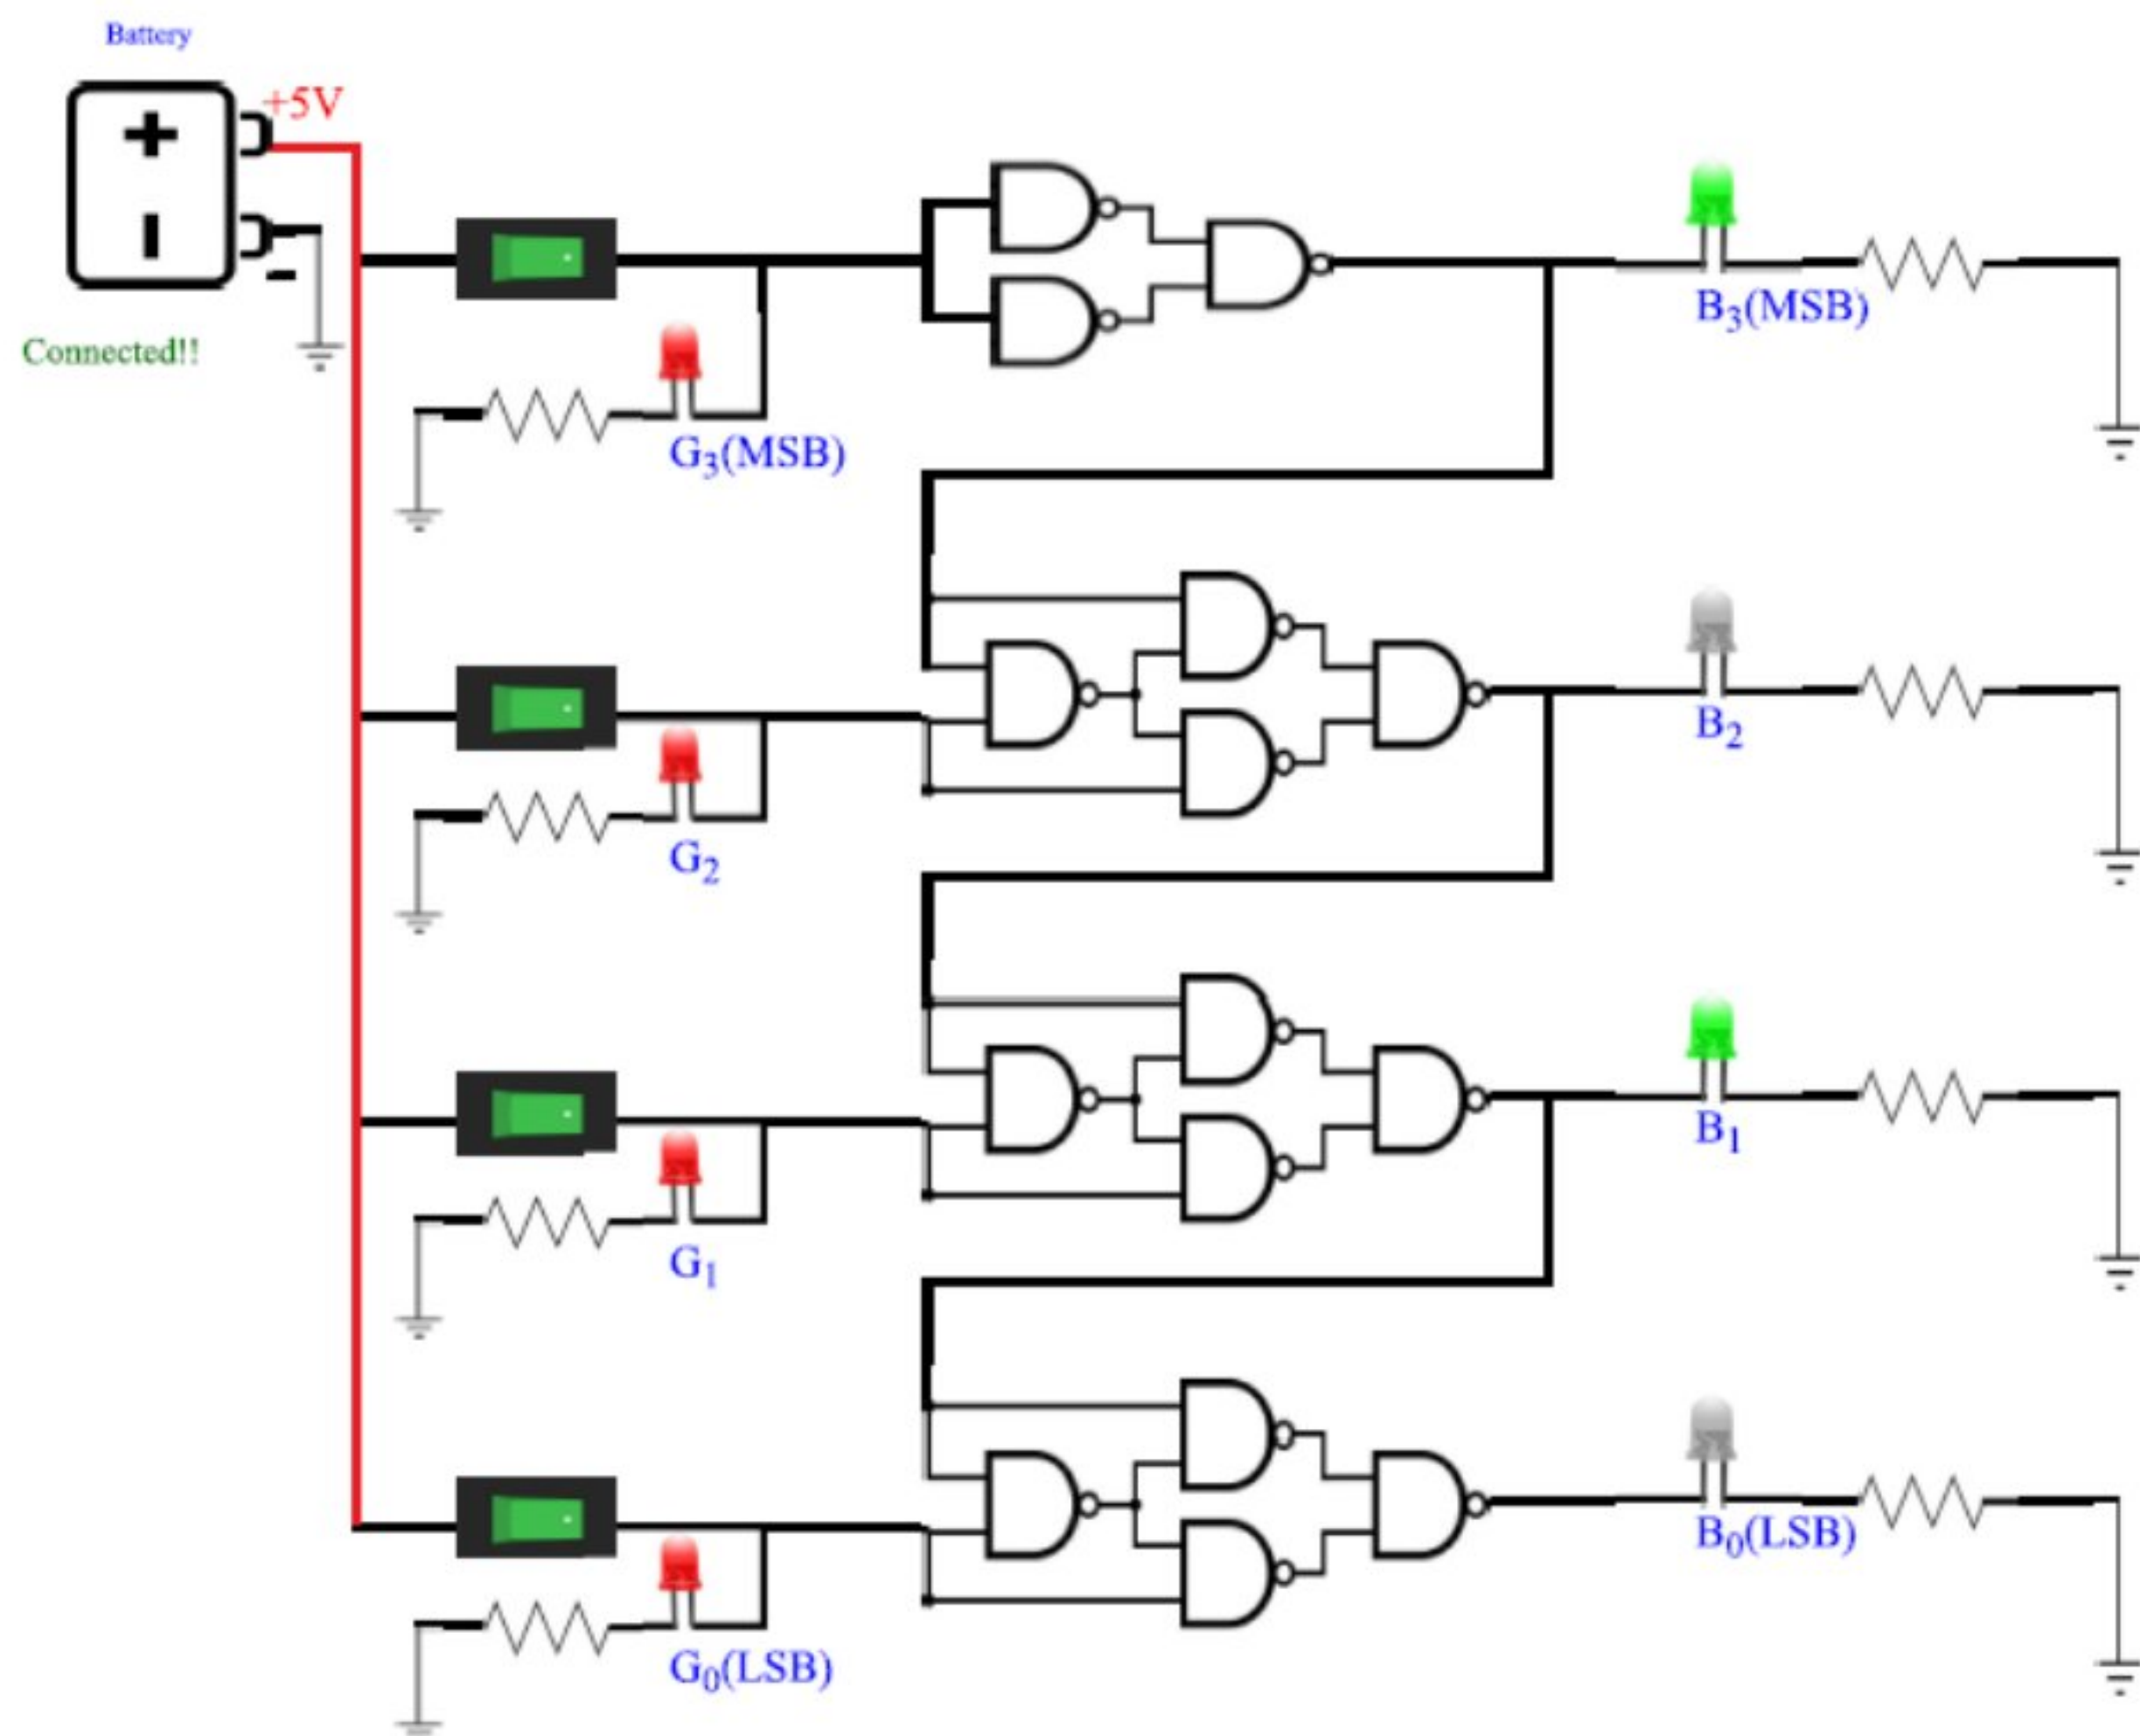 Battery
+5V
+
-
Connected!!
B3(MSB)
G3(MSB)
B2
G2
B1
G1
B0(LSB)
G0(LSB)